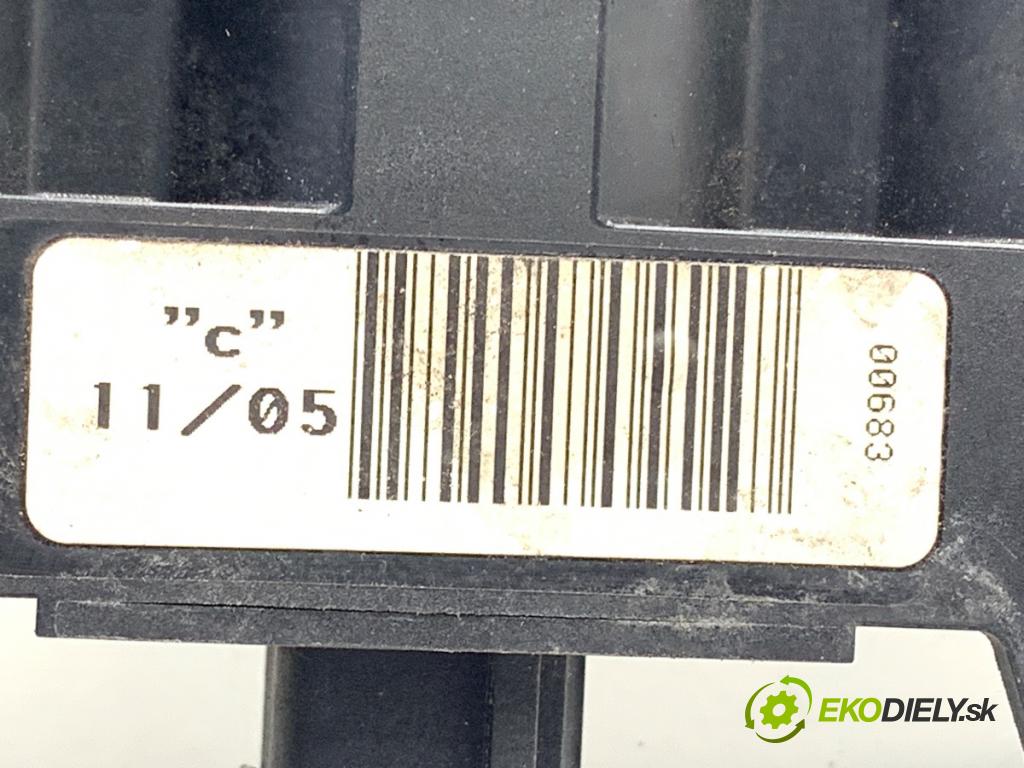 "c"
11/05
00683
EKODIELY.sk